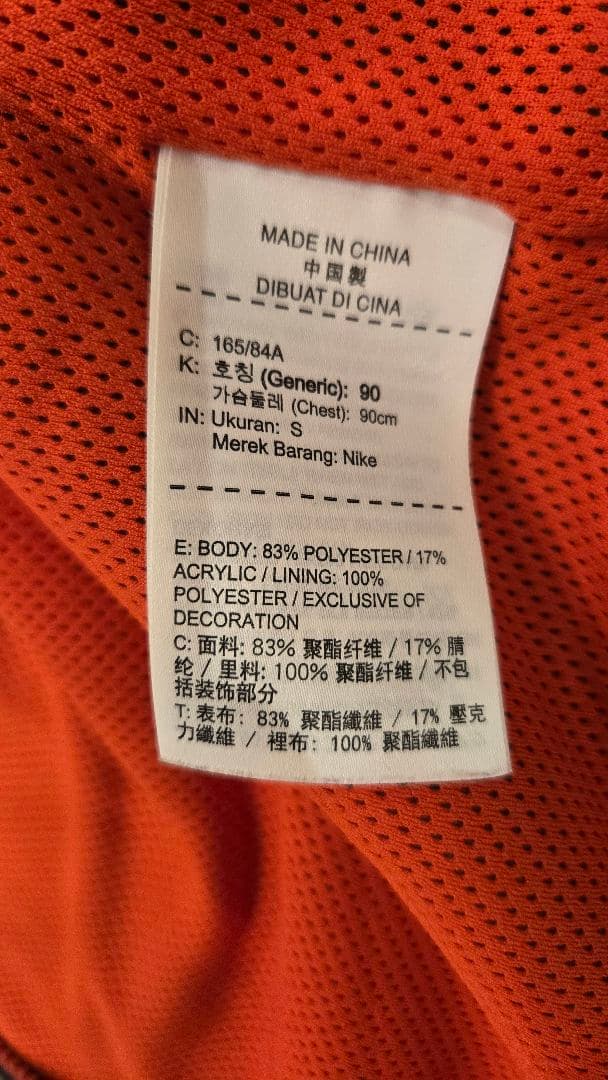 MADE IN CHINA
中国製
DIBUAT DI CINA
C: 165/84A
K: 호칭 (Generic): 90
가슴둘레 (Chest): 90cm
IN: Ukuran: S
Merek Barang: Nike
E: BODY: 83% POLYESTER / 17%
ACRYLIC / LINING: 100%
POLYESTER / EXCLUSIVE OF
DECORATION
C: 面料: 83% 聚酯纤维 / 17% 腈
纶 / 里料: 100% 聚酯纤维 / 不包
括装饰部分
T: 表布: 83% 聚酯纖維 / 17% 壓克
力纖維 / 裡布: 100% 聚酯纖維